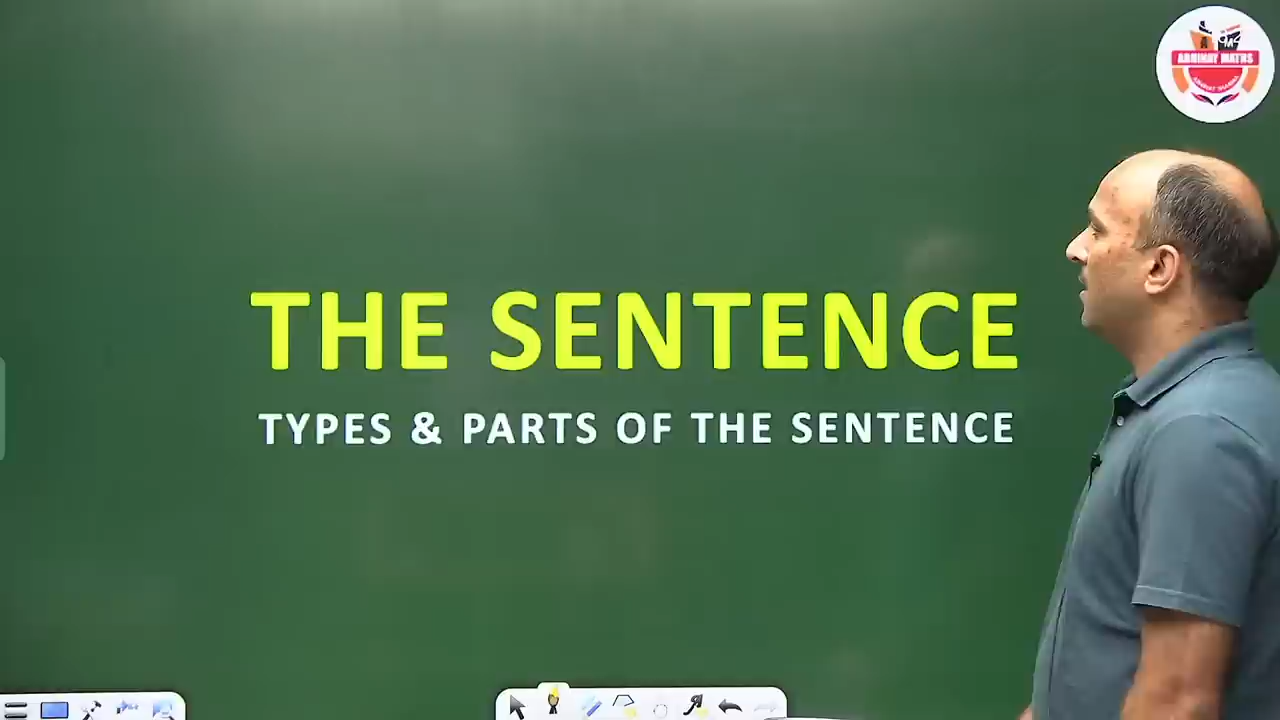 ABHINAY MATHS
THE SENTENCE
TYPES & PARTS OF THE SENTENCE